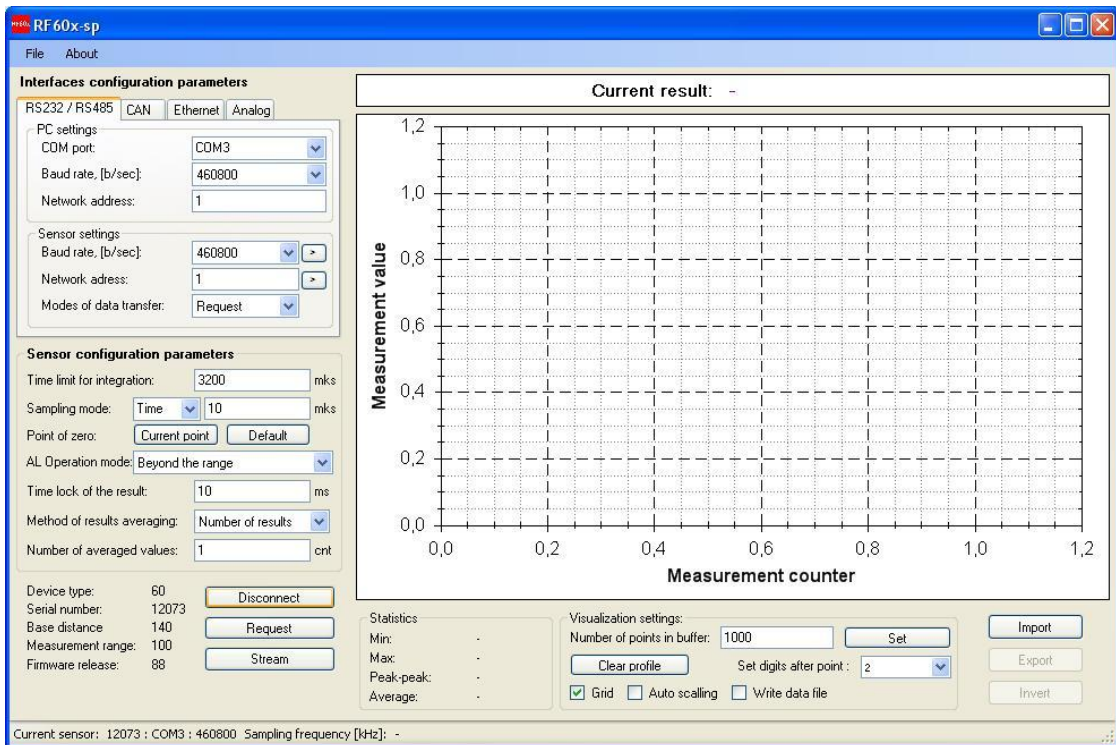 RF60x RF60x-sp
File About
Interfaces configuration parameters
RS232 / RS485 CAN Ethernet Analog
PC settings
COM port: COM3
Baud rate, [b/sec]: 460800
Network address: 1
Sensor settings
Baud rate, [b/sec]: 460800 >
Network adress: 1 >
Modes of data transfer: Request
Sensor configuration parameters
Time limit for integration: 3200 mks
Sampling mode: Time 10 mks
Point of zero: Current point Default
AL Operation mode: Beyond the range
Time lock of the result: 10 ms
Method of results averaging: Number of results
Number of averaged values: 1 cnt
Device type: 60
Serial number: 12073
Base distance 140
Measurement range: 100
Firmware release: 88
Disconnect
Request
Stream
Current result: -
Measurement value
1,2
1,0
0,8
0,6
0,4
0,2
0,0
0,0 0,2 0,4 0,6 0,8 1,0 1,2
Measurement counter
Statistics
Min: -
Max: -
Peak-peak: -
Average: -
Visualization settings:
Number of points in buffer: 1000 Set
Clear profile Set digits after point : 2
Grid Auto scalling Write data file
Import
Export
Invert
Current sensor: 12073 : COM3 : 460800 Sampling frequency [kHz]: -